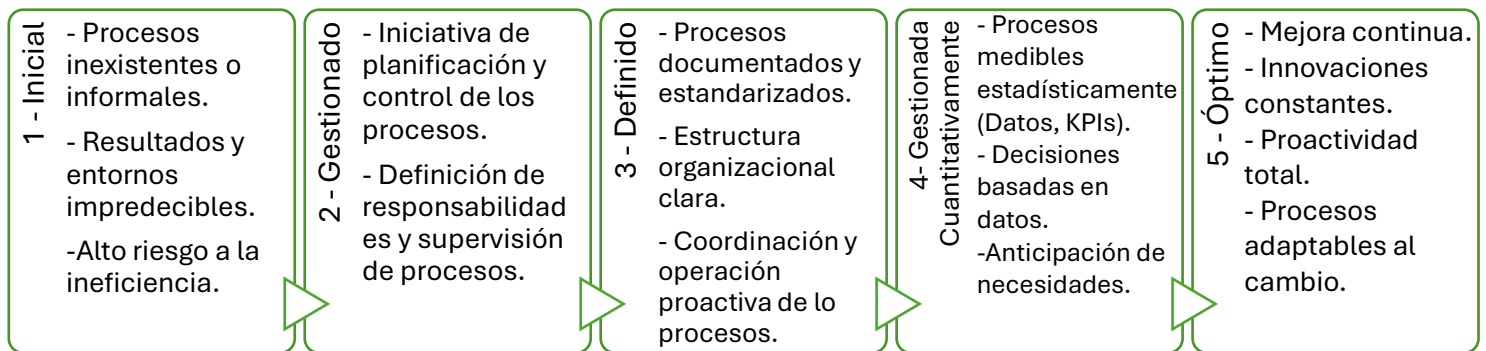 1 - Inicial
- Procesos
inexistentes o
informales.
- Resultados y
entornos
impredecibles.
-Alto riesgo a la
ineficiencia.
2 - Gestionado
- Iniciativa de
planificación y
control de los
procesos.
- Definición de
responsabilidad
es y supervisión
de procesos.
3 - Definido
- Procesos
documentados y
estandarizados.
- Estructura
organizacional
clara.
- Coordinación y
operación
proactiva de lo
procesos.
4- Gestionada
Cuantitativamente
- Procesos
medibles
estadísticamente
(Datos, KPIs).
- Decisiones
basadas en
datos.
-Anticipación de
necesidades.
5 - Óptimo
- Mejora continua.
- Innovaciones
constantes.
- Proactividad
total.
- Procesos
adaptables al
cambio.